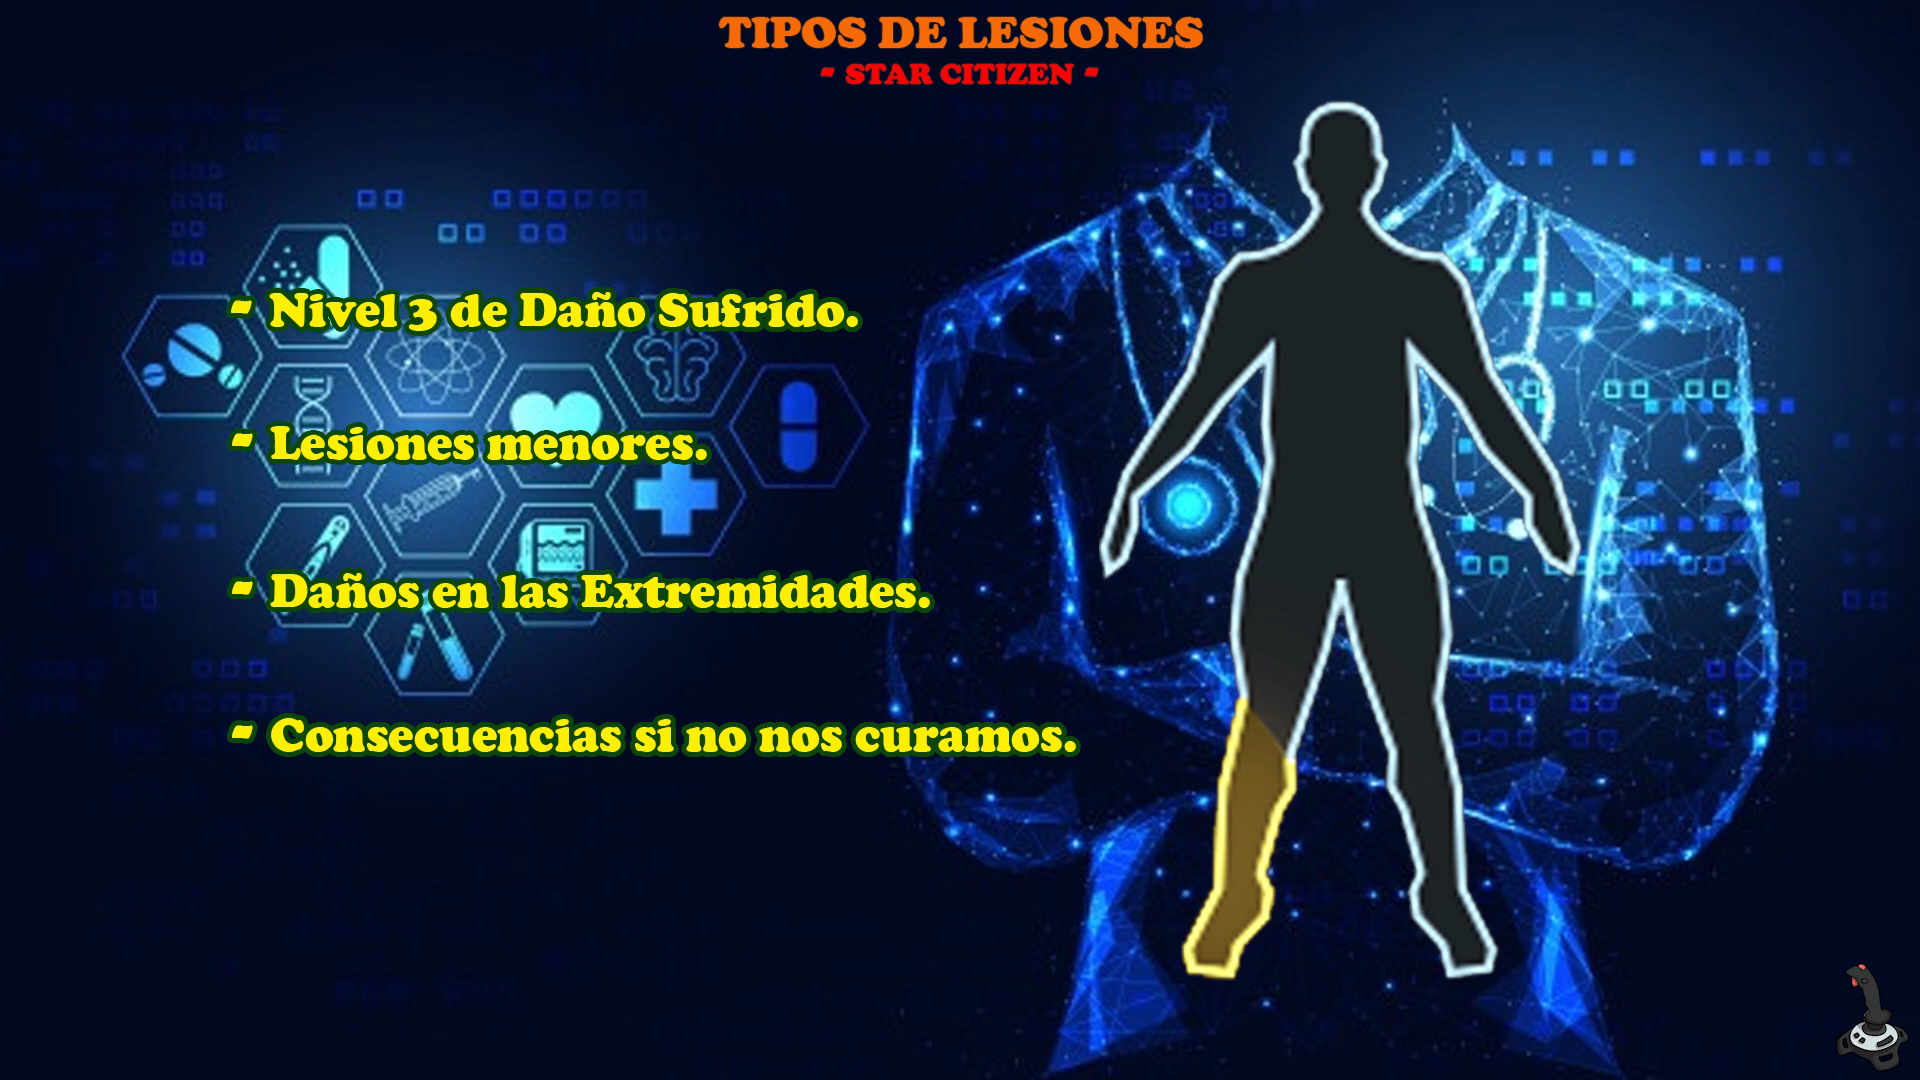 TIPOS DE LESIONES
- STAR CITIZEN -
- Nivel 3 de Daño Sufrido.
- Lesiones menores.
- Daños en las Extremidades.
- Consecuencias si no nos curamos.